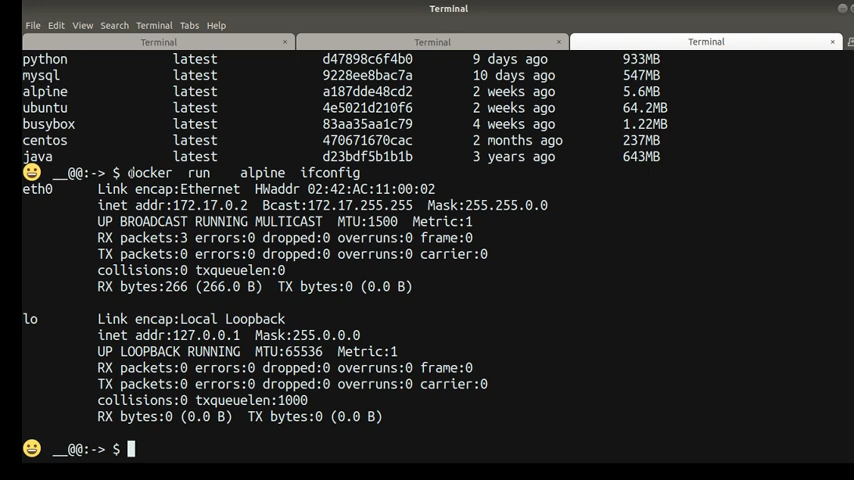 Terminal
File Edit View Search Terminal Tabs Help
Terminal × Terminal × Terminal ×
python latest d47898c6f4b0 9 days ago 933MB
mysql latest 9228ee8bac7a 10 days ago 547MB
alpine latest a187dde48cd2 2 weeks ago 5.6MB
ubuntu latest 4e5021d210f6 2 weeks ago 64.2MB
busybox latest 83aa35aa1c79 4 weeks ago 1.22MB
centos latest 470671670cac 2 months ago 237MB
java latest d23bdf5b1b1b 3 years ago 643MB
😀 __@@:-> $ docker run alpine ifconfig
eth0 Link encap:Ethernet HWaddr 02:42:AC:11:00:02
inet addr:172.17.0.2 Bcast:172.17.255.255 Mask:255.255.0.0
UP BROADCAST RUNNING MULTICAST MTU:1500 Metric:1
RX packets:3 errors:0 dropped:0 overruns:0 frame:0
TX packets:0 errors:0 dropped:0 overruns:0 carrier:0
collisions:0 txqueuelen:0
RX bytes:266 (266.0 B) TX bytes:0 (0.0 B)
lo Link encap:Local Loopback
inet addr:127.0.0.1 Mask:255.0.0.0
UP LOOPBACK RUNNING MTU:65536 Metric:1
RX packets:0 errors:0 dropped:0 overruns:0 frame:0
TX packets:0 errors:0 dropped:0 overruns:0 carrier:0
collisions:0 txqueuelen:1000
RX bytes:0 (0.0 B) TX bytes:0 (0.0 B)
😀 __@@:-> $